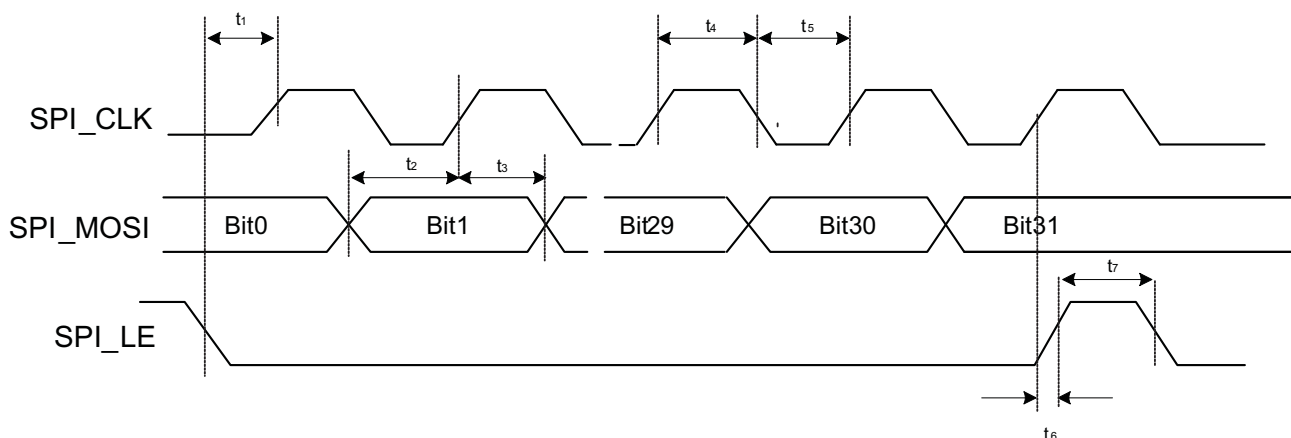 t1
t4
t5
SPI_CLK
t2
t3
SPI_MOSI
Bit0
Bit1
Bit29
Bit30
Bit31
t7
SPI_LE
t6